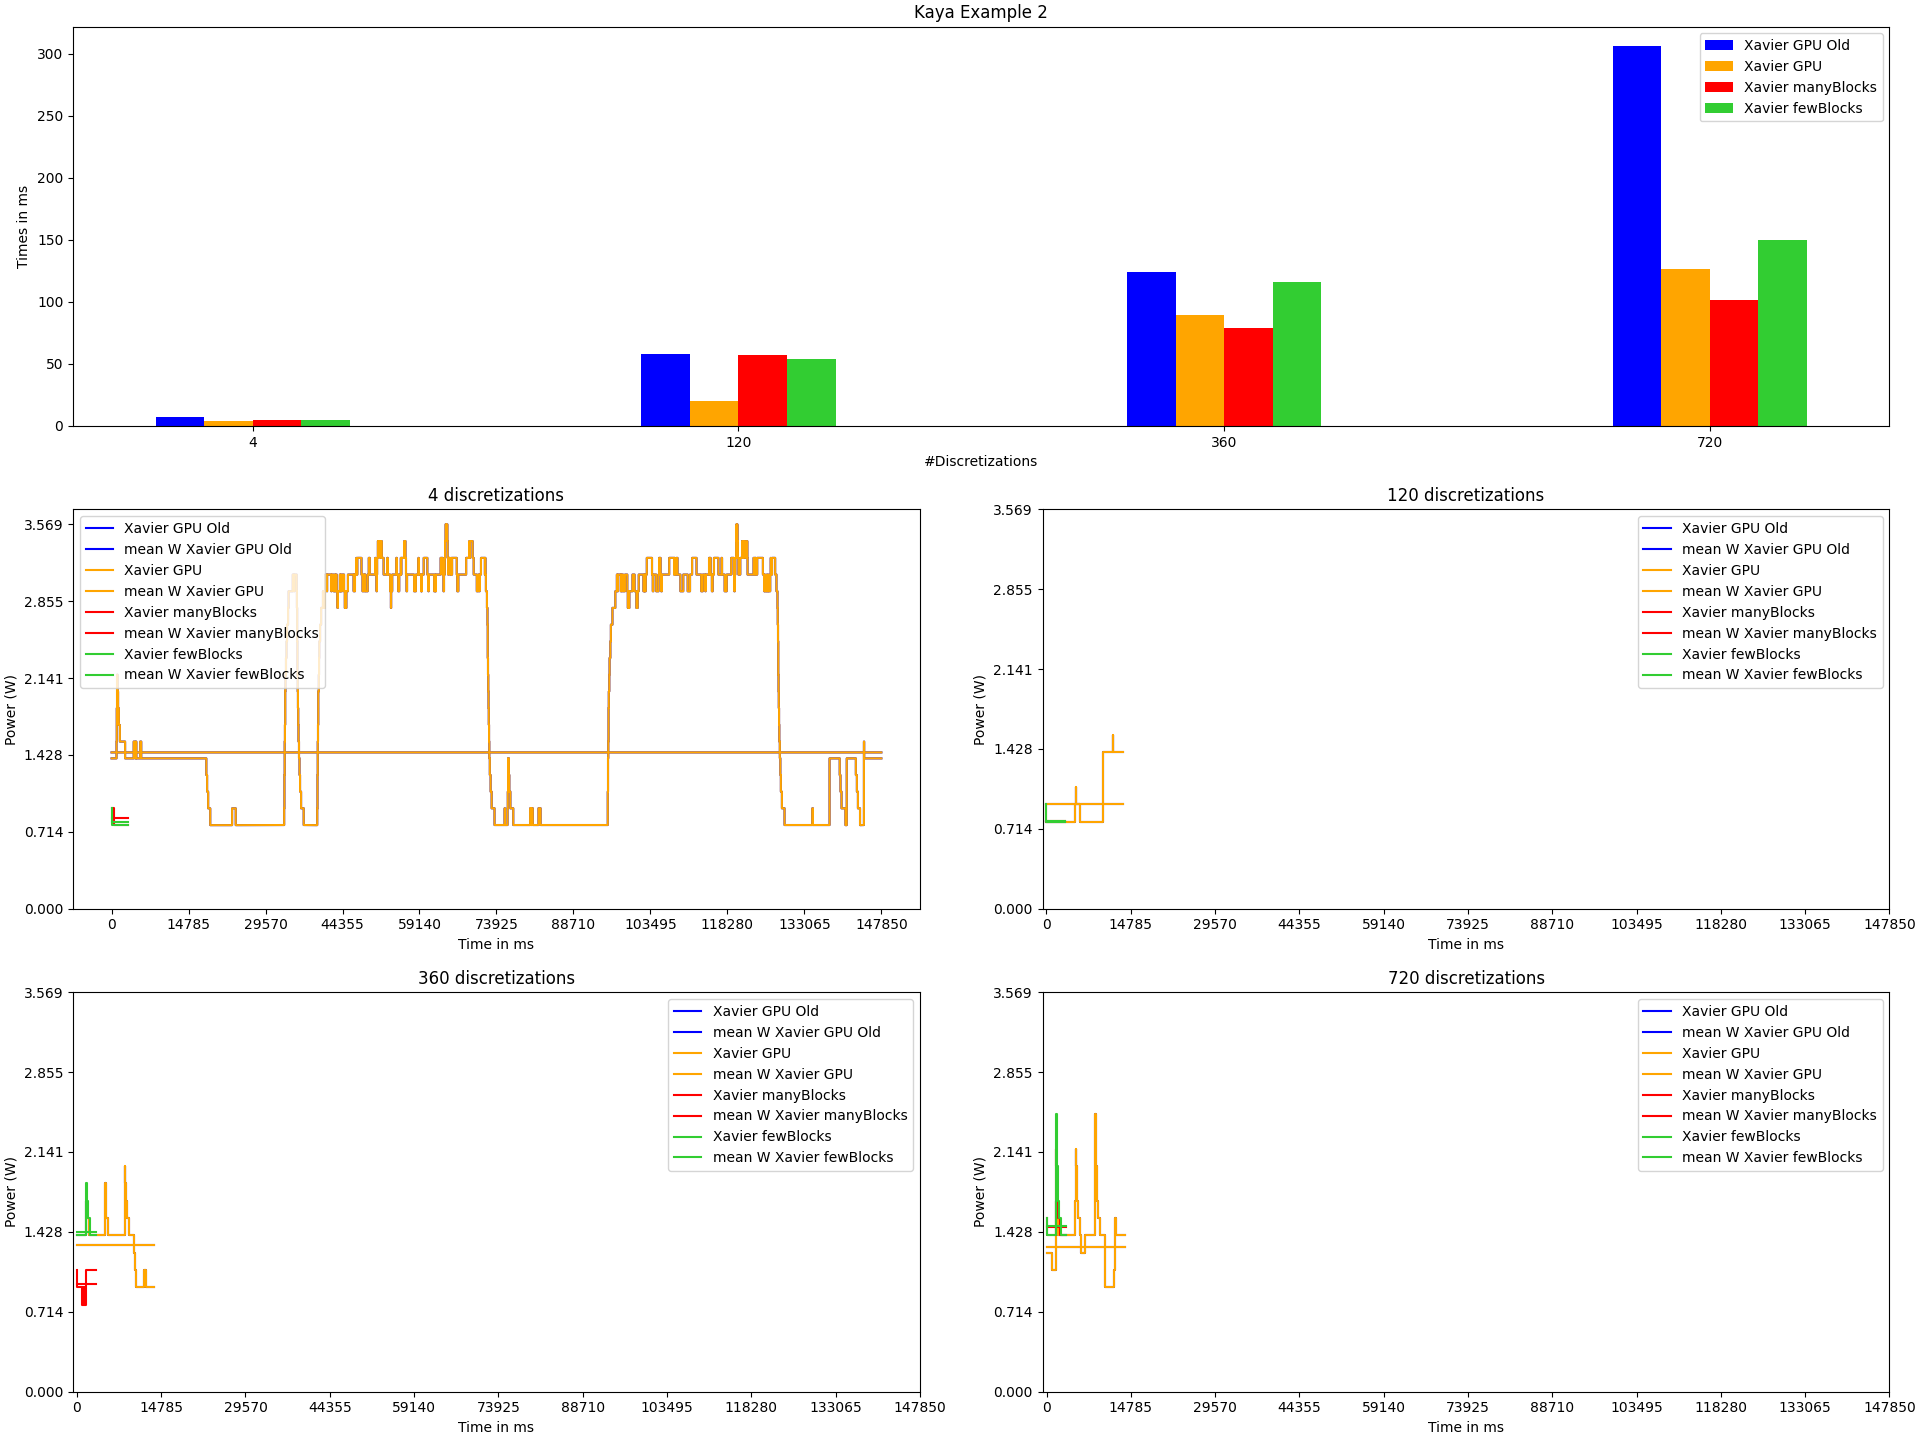 Kaya Example 2
Times in ms
300
250
200
150
100
50
0
Xavier GPU Old
Xavier GPU
Xavier manyBlocks
Xavier fewBlocks
4 120 360 720
#Discretizations
4 discretizations
Power (W)
3.569
2.855
2.141
1.428
0.714
0.000
Xavier GPU Old
mean W Xavier GPU Old
Xavier GPU
mean W Xavier GPU
Xavier manyBlocks
mean W Xavier manyBlocks
Xavier fewBlocks
mean W Xavier fewBlocks
0 14785 29570 44355 59140 73925 88710 103495 118280 133065 147850
Time in ms
120 discretizations
Power (W)
3.569
2.855
2.141
1.428
0.714
0.000
Xavier GPU Old
mean W Xavier GPU Old
Xavier GPU
mean W Xavier GPU
Xavier manyBlocks
mean W Xavier manyBlocks
Xavier fewBlocks
mean W Xavier fewBlocks
0 14785 29570 44355 59140 73925 88710 103495 118280 133065 147850
Time in ms
360 discretizations
Power (W)
3.569
2.855
2.141
1.428
0.714
0.000
Xavier GPU Old
mean W Xavier GPU Old
Xavier GPU
mean W Xavier GPU
Xavier manyBlocks
mean W Xavier manyBlocks
Xavier fewBlocks
mean W Xavier fewBlocks
0 14785 29570 44355 59140 73925 88710 103495 118280 133065 147850
Time in ms
720 discretizations
Power (W)
3.569
2.855
2.141
1.428
0.714
0.000
Xavier GPU Old
mean W Xavier GPU Old
Xavier GPU
mean W Xavier GPU
Xavier manyBlocks
mean W Xavier manyBlocks
Xavier fewBlocks
mean W Xavier fewBlocks
0 14785 29570 44355 59140 73925 88710 103495 118280 133065 147850
Time in ms